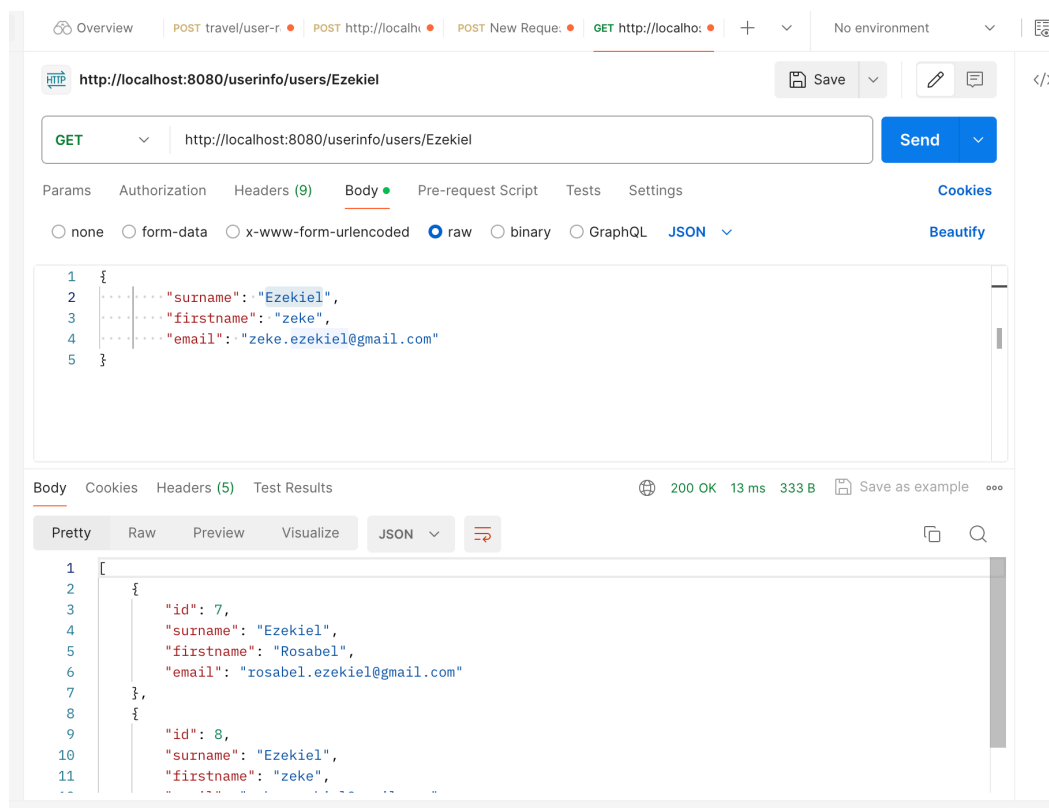 Overview POST travel/user-r POST http://localh POST New Reque GET http://localho No environment
HTTP http://localhost:8080/userinfo/users/Ezekiel Save
GET http://localhost:8080/userinfo/users/Ezekiel Send
Params Authorization Headers (9) Body Pre-request Script Tests Settings Cookies
none form-data x-www-form-urlencoded raw binary GraphQL JSON Beautify
1 {
2 "surname": "Ezekiel",
3 "firstname": "zeke",
4 "email": "zeke.ezekiel@gmail.com"
5 }
Body Cookies Headers (5) Test Results 200 OK 13 ms 333 B Save as example
Pretty Raw Preview Visualize JSON
1 [
2 {
3 "id": 7,
4 "surname": "Ezekiel",
5 "firstname": "Rosabel",
6 "email": "rosabel.ezekiel@gmail.com"
7 },
8 {
9 "id": 8,
10 "surname": "Ezekiel",
11 "firstname": "zeke",